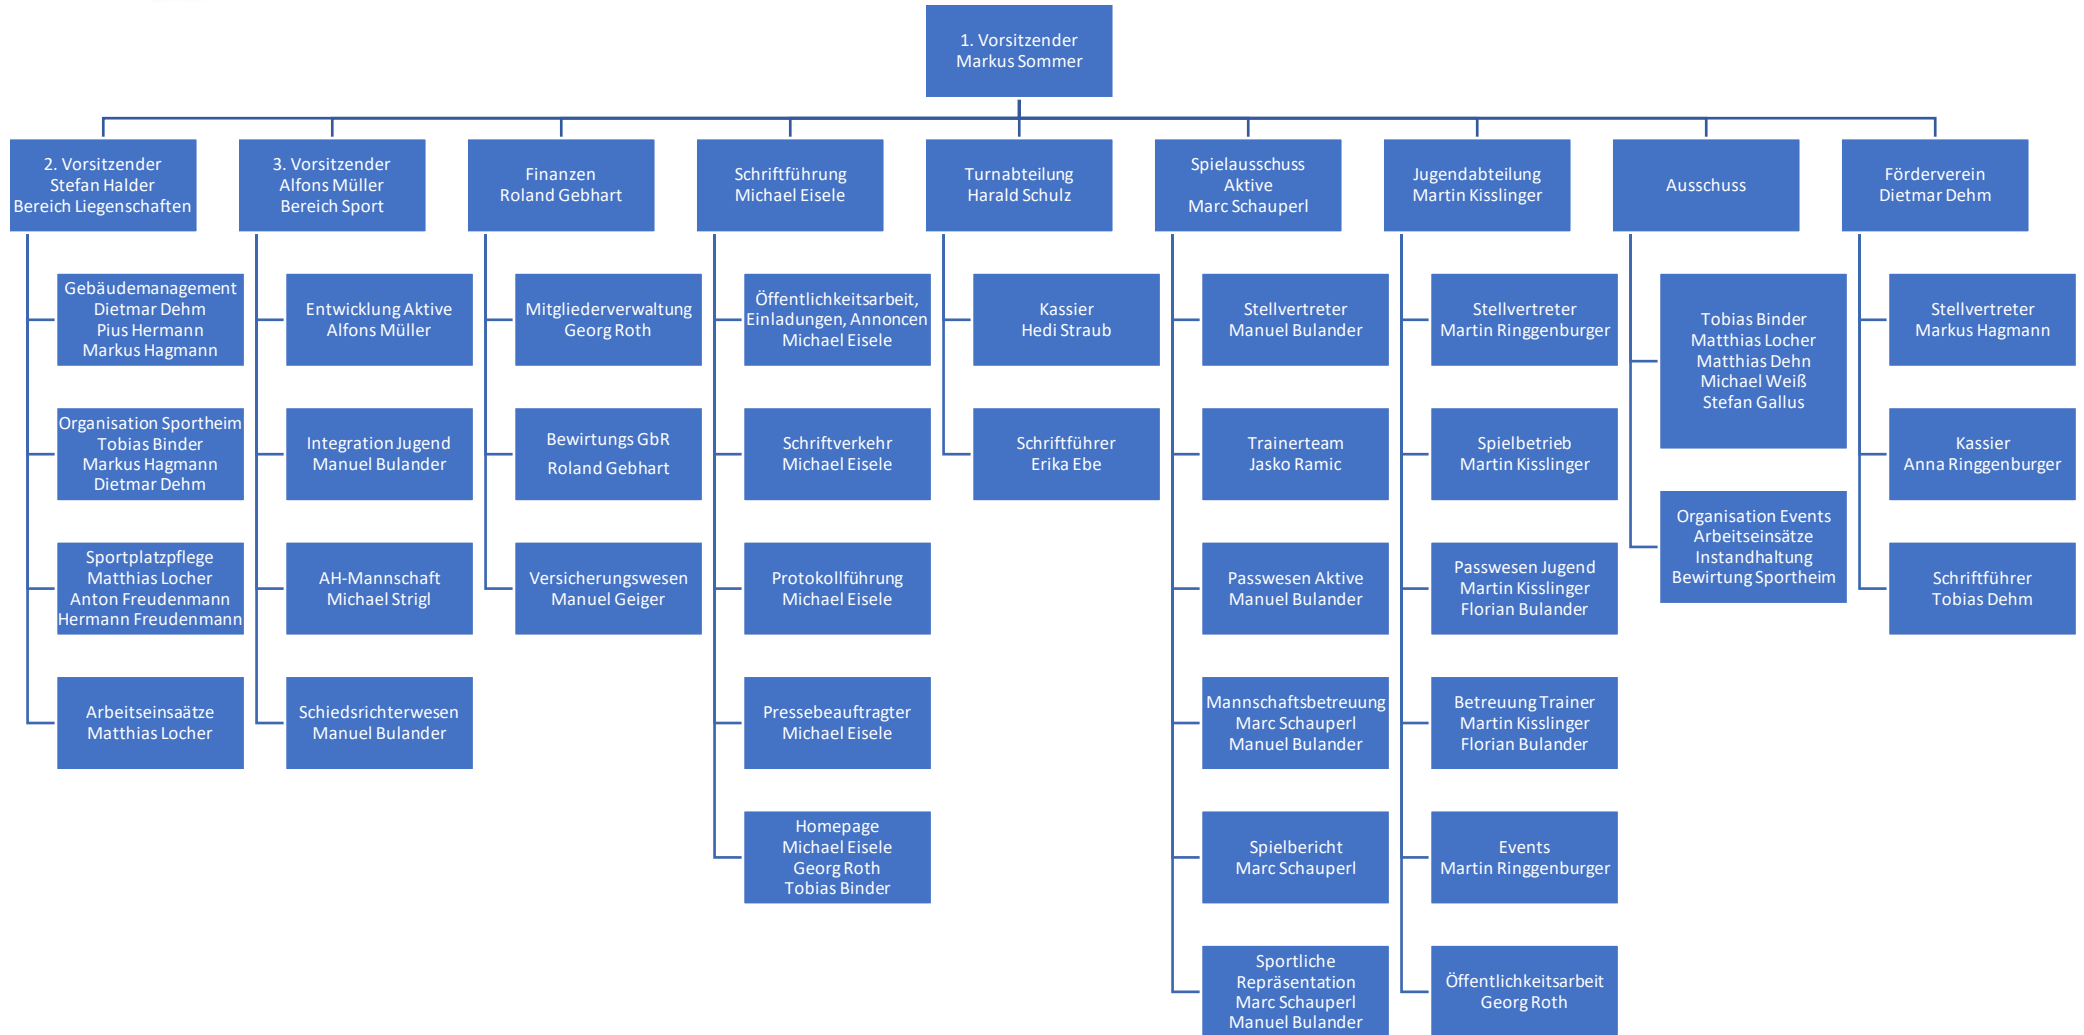 1. Vorsitzender
Markus Sommer
2. Vorsitzender
Stefan Halder
Bereich Liegenschaften
Gebäudemanagement
Dietmar Dehm
Pius Hermann
Markus Hagmann
Organisation Sportheim
Tobias Binder
Markus Hagmann
Dietmar Dehm
Sportplatzpflege
Matthias Locher
Anton Freudenmann
Hermann Freudenmann
Arbeitseinsaätze
Matthias Locher
3. Vorsitzender
Alfons Müller
Bereich Sport
Entwicklung Aktive
Alfons Müller
Integration Jugend
Manuel Bulander
AH-Mannschaft
Michael Strigl
Schiedsrichterwesen
Manuel Bulander
Finanzen
Roland Gebhart
Mitgliederverwaltung
Georg Roth
Bewirtungs GbR
Roland Gebhart
Versicherungswesen
Manuel Geiger
Schriftführung
Michael Eisele
Öffentlichkeitsarbeit,
Einladungen, Annoncen
Michael Eisele
Schriftverkehr
Michael Eisele
Protokollführung
Michael Eisele
Pressebeauftragter
Michael Eisele
Homepage
Michael Eisele
Georg Roth
Tobias Binder
Turnabteilung
Harald Schulz
Kassier
Hedi Straub
Schriftführer
Erika Ebe
Spielausschuss
Aktive
Marc Schauperl
Stellvertreter
Manuel Bulander
Trainerteam
Jasko Ramic
Passwesen Aktive
Manuel Bulander
Mannschaftsbetreuung
Marc Schauperl
Manuel Bulander
Spielbericht
Marc Schauperl
Sportliche
Repräsentation
Marc Schauperl
Manuel Bulander
Jugendabteilung
Martin Kisslinger
Stellvertreter
Martin Ringgenburger
Spielbetrieb
Martin Kisslinger
Passwesen Jugend
Martin Kisslinger
Florian Bulander
Betreuung Trainer
Martin Kisslinger
Florian Bulander
Events
Martin Ringgenburger
Öffentlichkeitsarbeit
Georg Roth
Ausschuss
Tobias Binder
Matthias Locher
Matthias Dehn
Michael Weiß
Stefan Gallus
Organisation Events
Arbeitseinsätze
Instandhaltung
Bewirtung Sportheim
Förderverein
Dietmar Dehm
Stellvertreter
Markus Hagmann
Kassier
Anna Ringgenburger
Schriftführer
Tobias Dehm